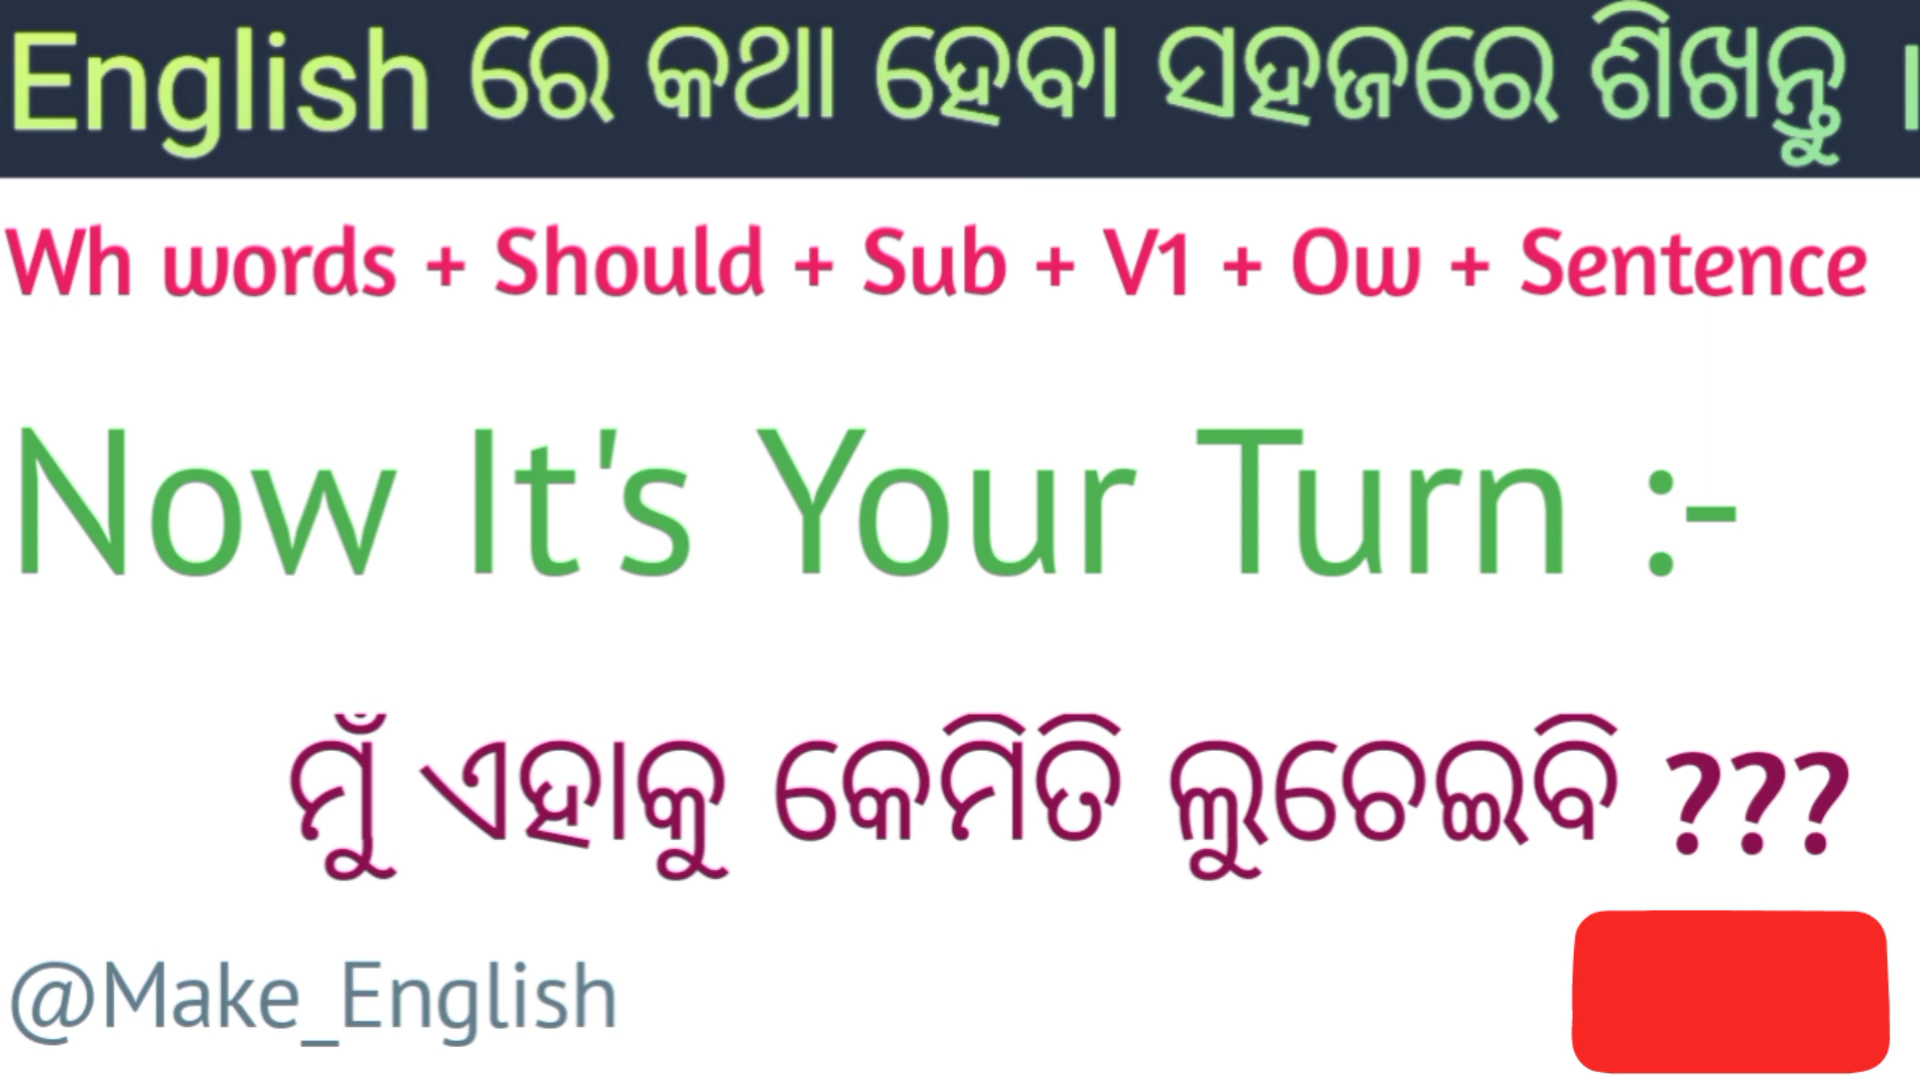 English ରେ କଥା ହେବା ସହଜରେ ଶିଖନ୍ତୁ ।
Wh words + Should + Sub + V1 + Ow + Sentence
Now It's Your Turn :-
ମୁଁ ଏହାକୁ କେମିତି ଲୁଚେଇବି ???
@Make_English